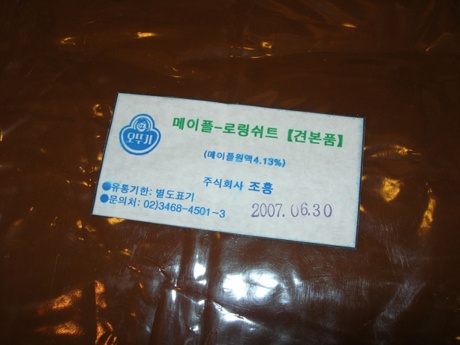 오뚜기
메이플-로링쉬트 【견본품】
(메이플원액4.13%)
주식회사 조흥
●유통기한: 별도표기
●문의처: 02)3468-4501~3
2007.06.30